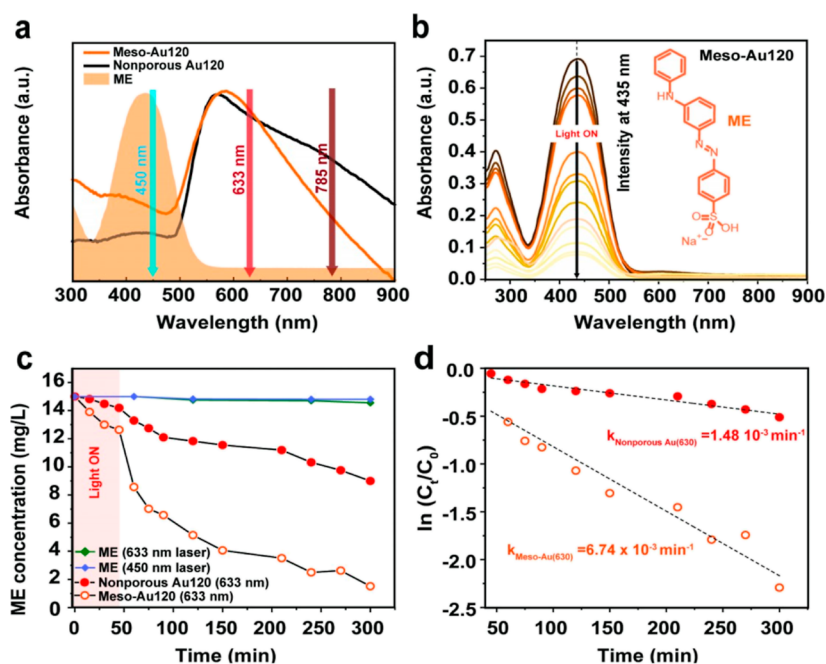 a
Absorbance (a.u.)
Meso-Au120
Nonporous Au120
ME
450 nm
633 nm
785 nm
300 400 500 600 700 800 900
Wavelength (nm)
b
Absorbance (a.u.)
0.7
0.6
0.5
0.4
0.3
0.2
0.1
0.0
Meso-Au120
Light ON
Intensity at 435 nm
ME
HN
N
N
O
S
O
OH
Na+−
300 400 500 600 700 800 900
Wavelength (nm)
c
ME concentration (mg/L)
16
14
12
10
8
6
4
2
0
Light ON
ME (633 nm laser)
ME (450 nm laser)
Nonporous Au120 (633 nm)
Meso-Au120 (633 nm)
0 50 100 150 200 250 300
Time (min)
d
ln (Ct/C0)
0.0
-0.5
-1.0
-1.5
-2.0
-2.5
kNonporous Au(630) =1.48 10-3 min-1
kMeso-Au(630) =6.74 x 10-3 min-1
50 100 150 200 250 300
Time (min)